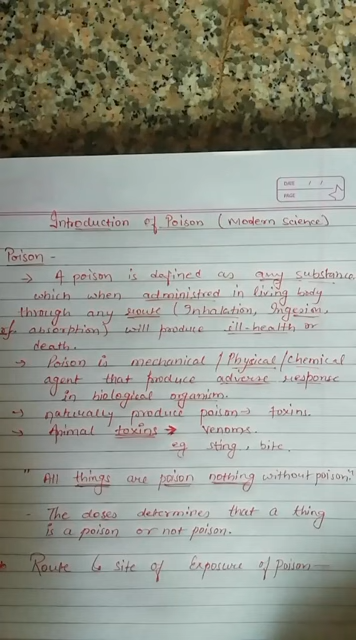 DATE / /
PAGE
Introduction of Poison (Modern Science)
Poison -
→ A poison is defined as any substance
which when administred in living body
through any route (Inhalation, Ingesion,
absorption) will produce ill-health or
death.
→ Poison is mechanical / Physical / chemical
agent that produce adverse response
in biological organism.
→ naturally produce poison → toxins.
→ Animal toxins → venoms.
eg sting, bite.
"All things are poison nothing without poison."
- The doses determines that a thing
is a poison or not poison.
Route & site of Exposure of Poison